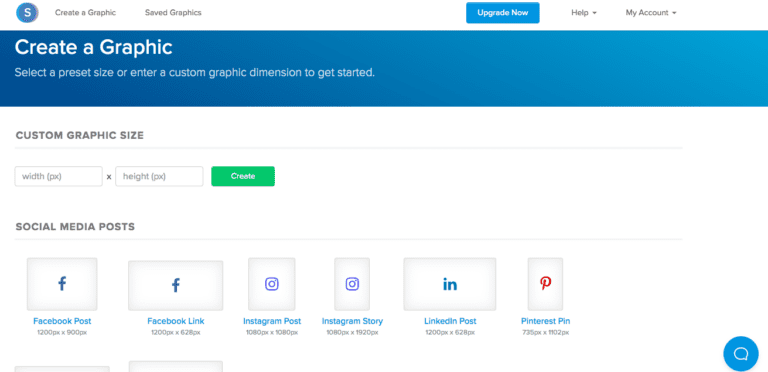 S Create a Graphic Saved Graphics Upgrade Now Help My Account
Create a Graphic
Select a preset size or enter a custom graphic dimension to get started.
CUSTOM GRAPHIC SIZE
width (px) x height (px) Create
SOCIAL MEDIA POSTS
Facebook Post Facebook Link Instagram Post Instagram Story LinkedIn Post Pinterest Pin
1200px x 900px 1200px x 628px 1080px x 1080px 1080px x 1920px 1200px x 628px 735px x 1102px